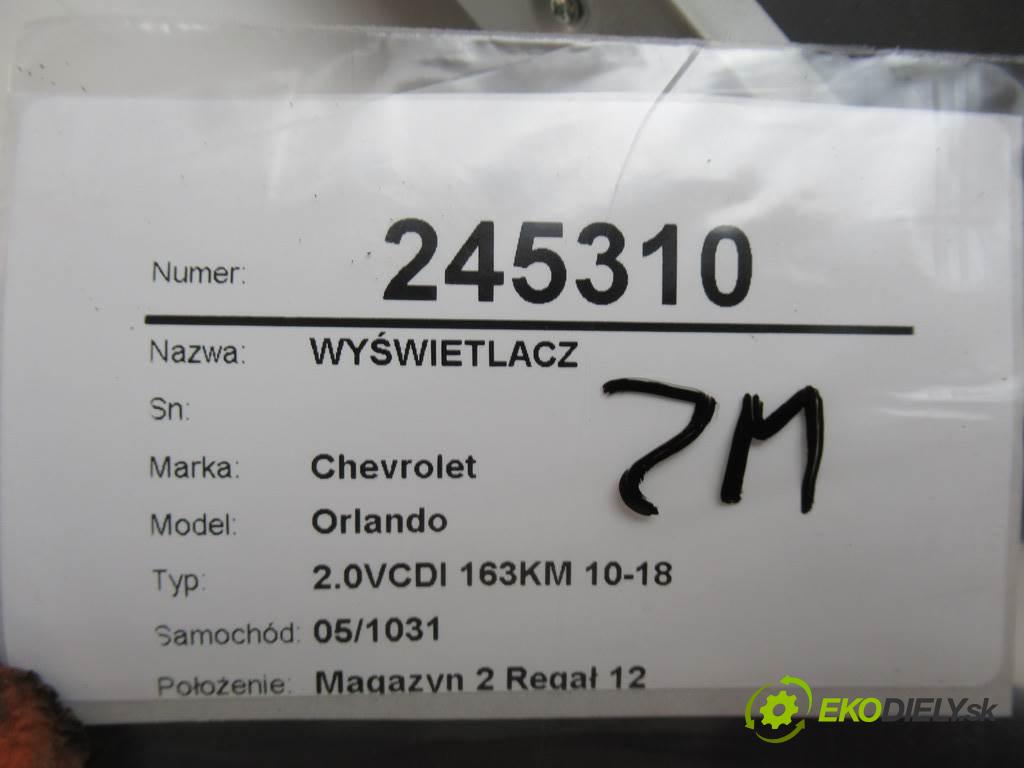 Numer: 245310
Nazwa: WYŚWIETLACZ
Sn:
ZM
Marka: Chevrolet
Model: Orlando
Typ: 2.0VCDI 163KM 10-18
Samochód: 05/1031
Położenie: Magazyn 2 Regał 12
EKODIELY.sk